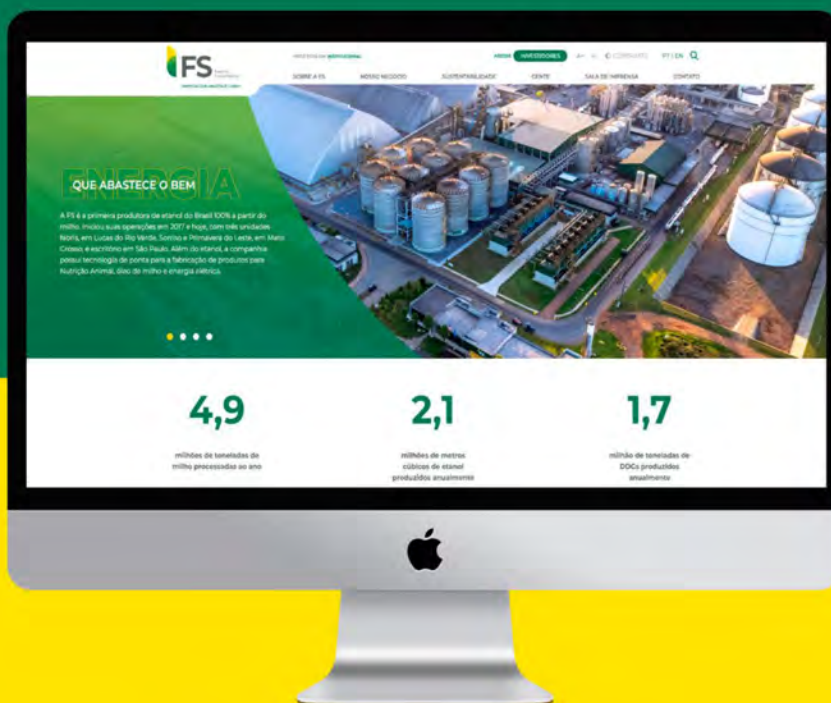 FS
INVESTIDORES
PT | EN
SOBRE A FS
NOSSO NEGÓCIO
SUSTENTABILIDADE
GENTE
SALA DE IMPRENSA
CONTATO
ENERGIA
QUE ABASTECE O BEM
A FS é a primeira produtora de etanol do Brasil 100% a partir do
milho. Iniciou suas operações em 2017 e hoje, com três unidades
em Lucas do Rio Verde, Sorriso e Primavera do Leste, em Mato
Grosso, e escritório em São Paulo. Além do etanol, a companhia
possui tecnologia de ponta para a fabricação de produtos para
Nutrição Animal, óleo de milho e energia elétrica.
4,9
milhões de toneladas de
milho processadas ao ano
2,1
milhões de metros
cúbicos de etanol
produzidos anualmente
1,7
milhão de toneladas de
DDGs produzidos
anualmente